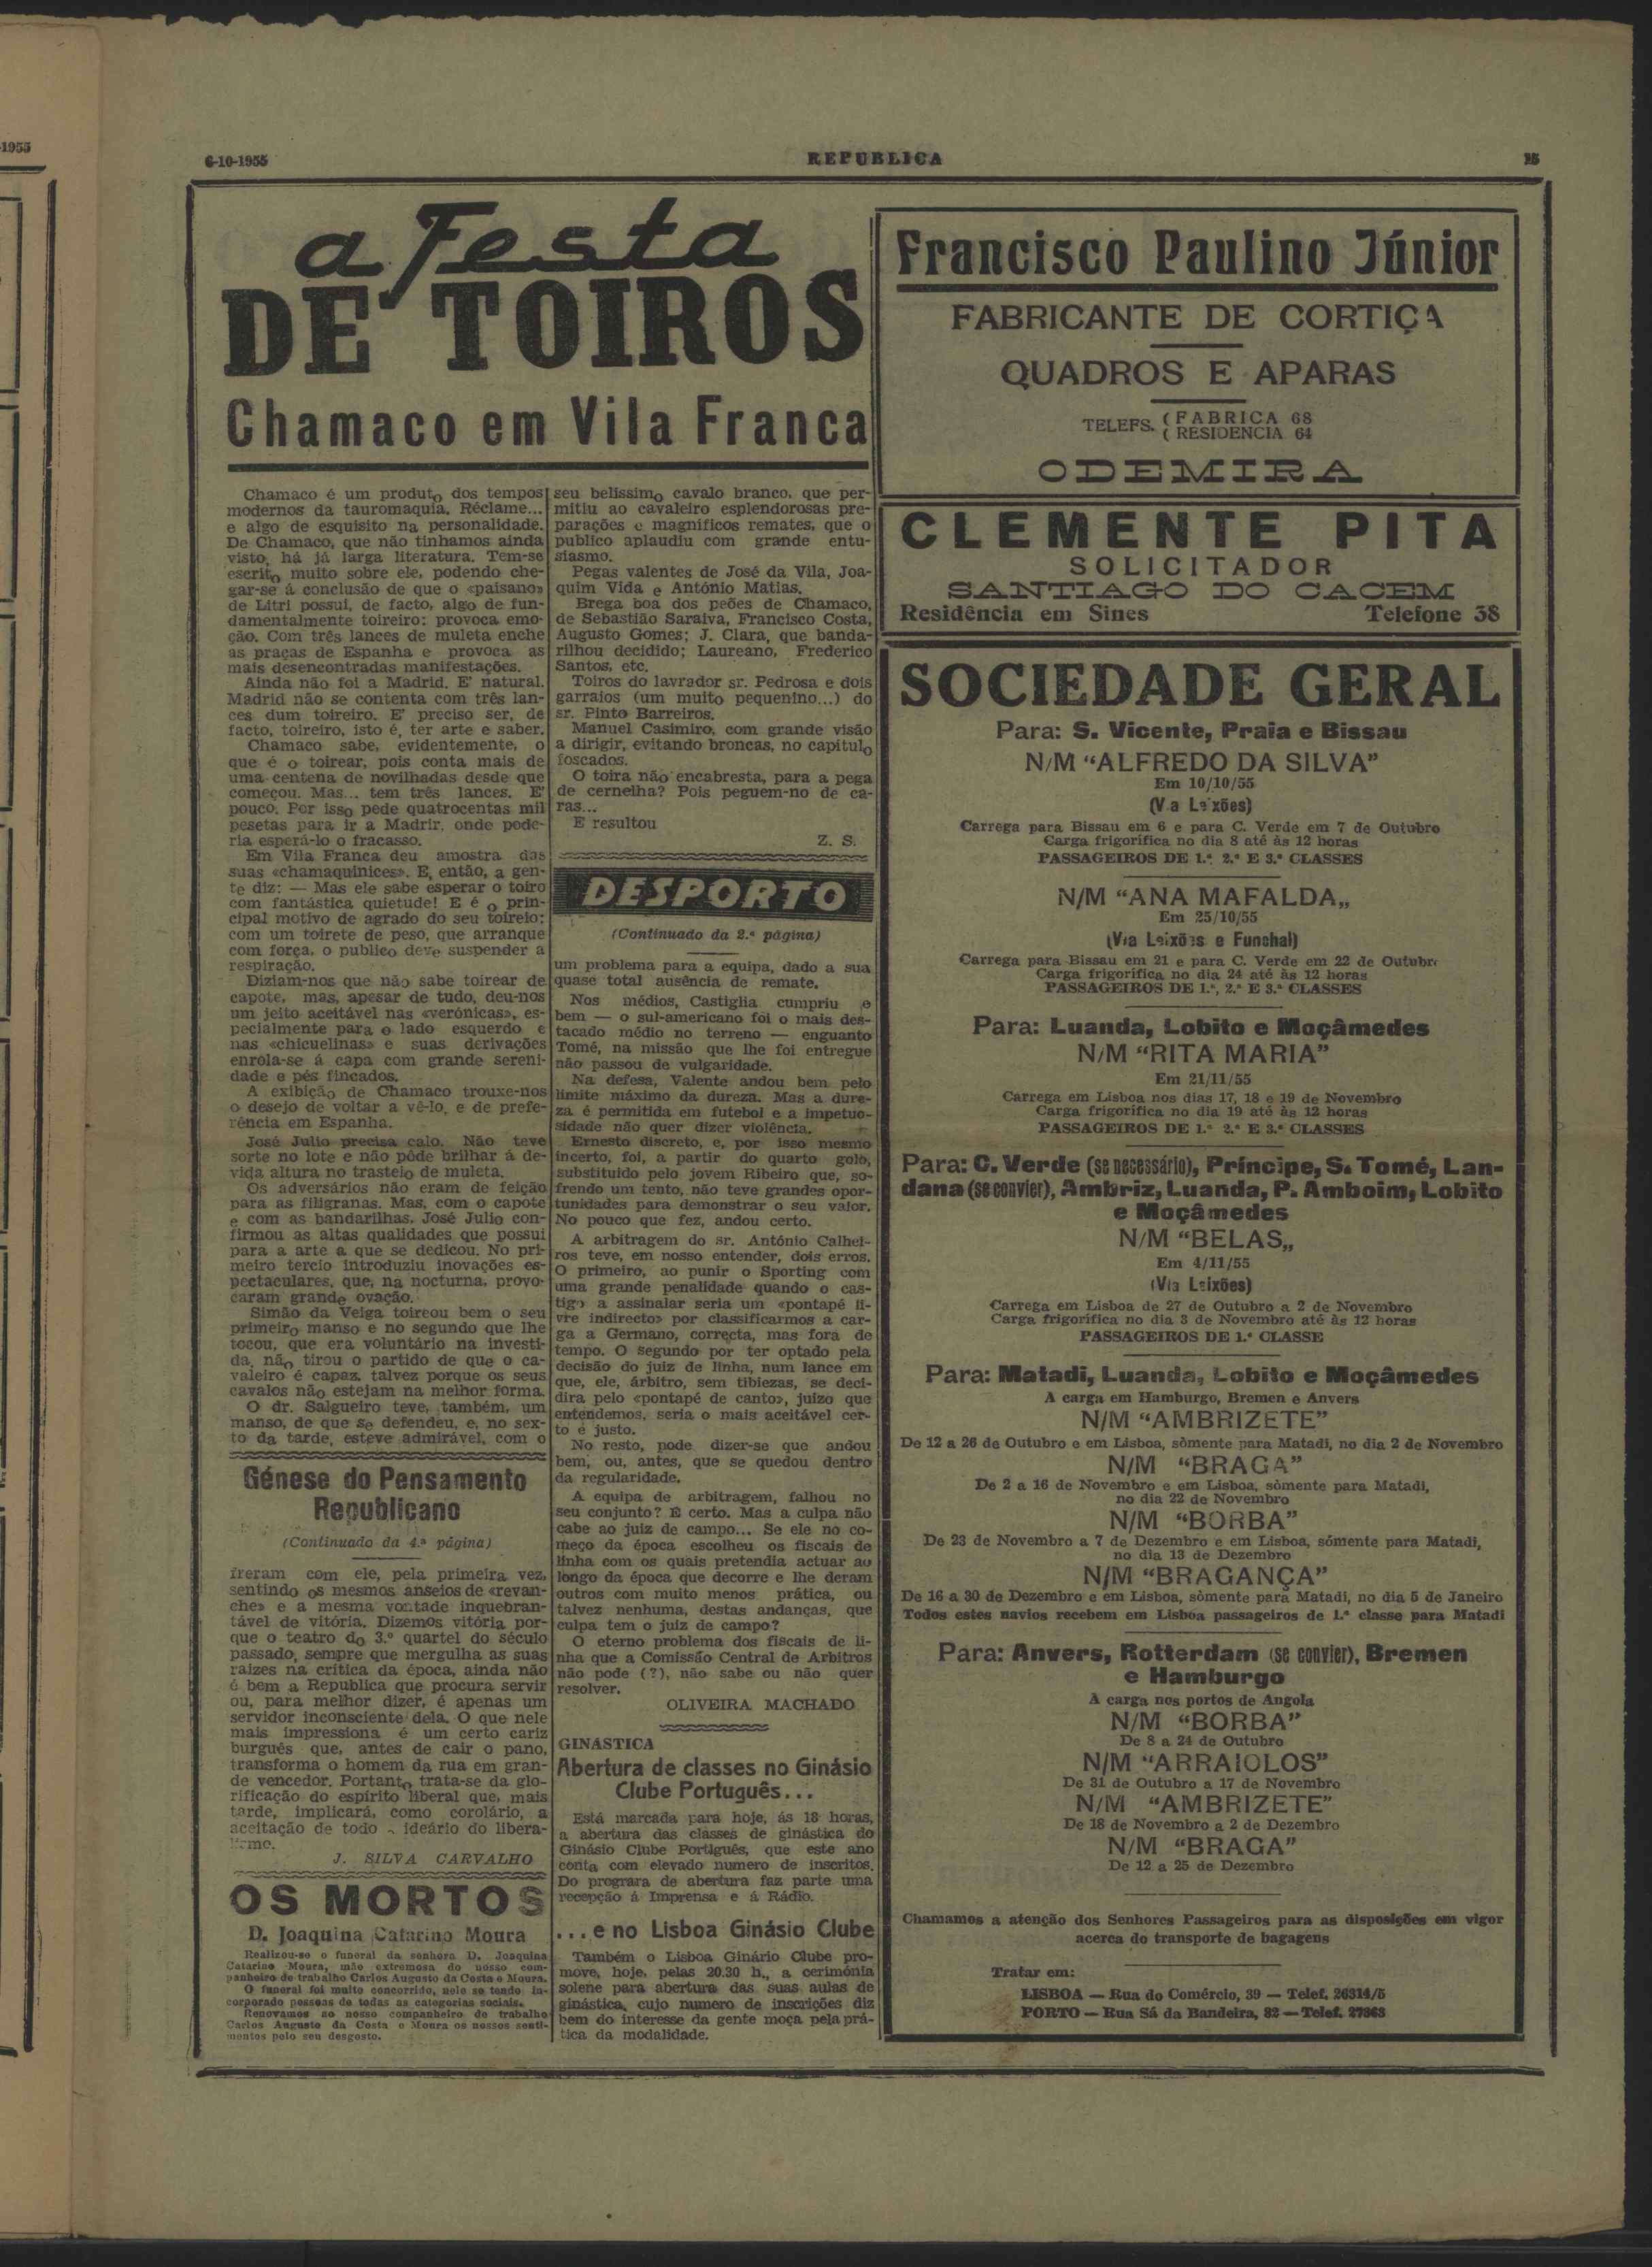 -1955
6-10-1955
REPUBLICA
a Festa
DE TOIROS
Chamaco em Vila Franca
Chamaco é um produto dos tempos
modernos da tauromaquia. Réclame...
e algo de esquisito na personalidade.
De Chamaco, que não tinhamos ainda
visto, há já larga literatura. Tem-se
escrito muito sobre ele, podendo che-
gar-se á conclusão de que o «paisano»
de Litri possui, de facto, algo de fun-
damentalmente toireiro: provoca emo-
ção. Com três lances de muleta enche
as praças de Espanha e provoca as
mais desencontradas manifestações.
Ainda não foi a Madrid. E' natural.
Madrid não se contenta com três lan-
ces dum toireiro. E' preciso ser, de
facto, toireiro, isto é, ter arte e saber.
Chamaco sabe, evidentemente, o
que é o toirear, pois conta mais de
uma centena de novilhadas desde que
começou. Mas... tem três lances. E'
pouco. Por isso pede quatrocentas mil
pesetas para ir a Madrir, onde pode-
ria esperá-lo o fracasso.
Em Vila Franca deu amostra das
suas «chamaquinices». E, então, a gen-
te diz: — Mas ele sabe esperar o toiro
com fantástica quietude! E é o prin-
cipal motivo de agrado do seu toireio:
com um toirete de peso, que arranque
com força, o publico deve suspender a
respiração.
Diziam-nos que não sabe toirear de
capote, mas, apesar de tudo, deu-nos
um jeito aceitável nas «verónicas», es-
pecialmente para o lado esquerdo e
nas «chicuelinas» e suas derivações
enrola-se á capa com grande sereni-
dade e pés fincados.
A exibição de Chamaco trouxe-nos
o desejo de voltar a vê-lo, e de prefe-
rência em Espanha.
José Julio precisa calo. Não teve
sorte no lote e não pôde brilhar á de-
vida altura no trasteio de muleta.
Os adversários não eram de feição
para as filigranas. Mas, com o capote
e com as bandarilhas, José Julio con-
firmou as altas qualidades que possui
para a arte a que se dedicou. No pri-
meiro tercio introduziu inovações es-
pectaculares, que, na nocturna, provo-
caram grande ovação.
Simão da Veiga toireou bem o seu
primeiro manso e no segundo que lhe
tocou, que era voluntário na investi-
da, não tirou o partido de que o ca-
valeiro é capaz, talvez porque os seus
cavalos não estejam na melhor forma.
O dr. Salgueiro teve, também, um
manso, de que se defendeu, e, no sex-
to da tarde, esteve admirável, com o
Génese do Pensamento
Republicano
(Continuado da 4.ª página)
freram com ele, pela primeira vez,
sentindo os mesmos anseios de «revan-
che» e a mesma vontade inquebran-
tável de vitória. Dizemos vitória por-
que o teatro do 3.º quartel do século
passado, sempre que mergulha as suas
raizes na crítica da época, ainda não
é bem a Republica que procura servir
ou, para melhor dizer, é apenas um
servidor inconsciente dela. O que nele
mais impressiona é um certo cariz
burguês que, antes de cair o pano,
transforma o homem da rua em gran-
de vencedor. Portanto trata-se da glo-
rificação do espírito liberal que, mais
tarde, implicará, como corolário, a
aceitação de todo ideário do libera-
J. SILVA CARVALHO
OS MORTOS
D. Joaquina Catarino Moura
Realizou-se o funeral da senhora D. Joaquina
Catarino Moura, mãe extremosa do nosso com-
panheiro de trabalho Carlos Augusto da Costa e Moura.
O funeral foi muito concorrido, nele se tendo in-
corporado pessoas de todas as categorias sociais.
Renovamos ao nosso companheiro de trabalho
Carlos Augusto da Costa e Moura os nossos senti-
mentos pelo seu desgosto.
seu belissimo cavalo branco, que per-
mitiu ao cavaleiro esplendorosas pre-
parações e magníficos remates, que o
publico aplaudiu com grande entu-
siasmo.
Pegas valentes de José da Vila, Joa-
quim Vida e António Matias.
Brega boa dos peões de Chamaco,
de Sebastião Saraiva, Francisco Costa,
Augusto Gomes; J. Clara, que banda-
rilhou decidido; Laureano, Frederico
Santos, etc.
Toiros do lavrador sr. Pedrosa e dois
garraios (um muito pequenino...) do
sr. Pinto Barreiros.
Manuel Casimiro, com grande visão
a dirigir, evitando broncas, no capitulo
foscados.
O toira não encabresta, para a pega
de cernelha? Pois peguem-no de ca-
ras...
E resultou
Z. S.
DESPORTO
(Continuado da 2.ª página)
um problema para a equipa, dado a sua
quase total ausência de remate.
Nos médios, Castiglia cumpriu e
bem — o sul-americano foi o mais des-
tacado médio no terreno — enguanto
Tomé, na missão que lhe foi entregue
não passou de vulgaridade.
Na defesa, Valente andou bem pelo
limite máximo da dureza. Mas a dure-
za é permitida em futebol e a impetuo-
sidade não quer dizer violência.
Ernesto discreto, e, por isso mesmo
incerto, foi, a partir do quarto golo,
substituido pelo jovem Ribeiro que, so-
frendo um tento, não teve grandes opor-
tunidades para demonstrar o seu valor.
No pouco que fez, andou certo.
A arbitragem do sr. António Calhei-
ros teve, em nosso entender, dois erros.
O primeiro, ao punir o Sporting com
uma grande penalidade quando o cas-
tigo a assinalar seria um «pontapé li-
vre indirecto» por classificarmos a car-
ga a Germano, correcta, mas fora de
tempo. O segundo por ter optado pela
decisão do juiz de linha, num lance em
que, ele, árbitro, sem tibiezas, se deci-
dira pelo «pontapé de canto», juizo que
entendemos, seria o mais aceitável cer-
to e justo.
No resto, pode dizer-se que andou
bem, ou, antes, que se quedou dentro
da regularidade.
A equipa de arbitragem, falhou no
seu conjunto? É certo. Mas a culpa não
cabe ao juiz de campo... Se ele no co-
meço da época escolheu os fiscais de
linha com os quais pretendia actuar ao
longo da época que decorre e lhe deram
outros com muito menos prática, ou
talvez nenhuma, destas andanças, que
culpa tem o juiz de campo?
O eterno problema dos fiscais de li-
nha que a Comissão Central de Arbitros
não pode (?), não sabe ou não quer
resolver.
OLIVEIRA MACHADO
GINÁSTICA
Abertura de classes no Ginásio
Clube Português...
Está marcada para hoje, ás 18 horas,
a abertura das classes de ginástica do
Ginásio Clube Portiguês, que este ano
conta com elevado numero de inscritos.
Do prograra de abertura faz parte uma
recepção á Imprensa e á Rádio.
...e no Lisboa Ginásio Clube
Também o Lisboa Ginário Clube pro-
move, hoje, pelas 20.30 h., a cerimónia
solene para abertura das suas aulas de
ginástica, cujo numero de inscrições diz
bem do interesse da gente moça pela prá-
tica da modalidade.
Francisco Paulino Júnior
FABRICANTE DE CORTIÇA
QUADROS E APARAS
TELEFS. ( FABRICA 68
( RESIDENCIA 64
ODEMIRA
CLEMENTE PITA
SOLICITADOR
SANTIAGO DO CACEM
Residência em Sines Telefone 38
SOCIEDADE GERAL
Para: S. Vicente, Praia e Bissau
N/M "ALFREDO DA SILVA"
Em 10/10/55
(V a Le xões)
Carrega para Bissau em 6 e para C. Verde em 7 de Outubro
Carga frigorífica no dia 8 até às 12 horas
PASSAGEIROS DE 1.ª 2.ª E 3.ª CLASSES
N/M "ANA MAFALDA„
Em 25/10/55
(Via Leixões e Funchal)
Carrega para Bissau em 21 e para C. Verde em 22 de Outubro
Carga frigorífica no dia 24 até às 12 horas
PASSAGEIROS DE 1.ª, 2.ª E 3.ª CLASSES
Para: Luanda, Lobito e Moçâmedes
N/M "RITA MARIA"
Em 21/11/55
Carrega em Lisboa nos dias 17, 18 e 19 de Novembro
Carga frigorífica no dia 19 até às 12 horas
PASSAGEIROS DE 1.ª 2.ª E 3.ª CLASSES
Para: C. Verde (se necessário), Príncipe, S. Tomé, Lan-
dana (se convier), Ambriz, Luanda, P. Amboim, Lobito
e Moçâmedes
N/M "BELAS„
Em 4/11/55
(Via Leixões)
Carrega em Lisboa de 27 de Outubro a 2 de Novembro
Carga frigorífica no dia 3 de Novembro até às 12 horas
PASSAGEIROS DE 1.ª CLASSE
Para: Matadi, Luanda, Lobito e Moçâmedes
A carga em Hamburgo, Bremen e Anvers
N/M "AMBRIZETE"
De 12 a 26 de Outubro e em Lisboa, sòmente para Matadi, no dia 2 de Novembro
N/M "BRAGA"
De 2 a 16 de Novembro e em Lisboa, sòmente para Matadi,
no dia 22 de Novembro
N/M "BORBA"
De 23 de Novembro a 7 de Dezembro e em Lisboa, sómente para Matadi,
no dia 13 de Dezembro
N/M "BRAGANÇA"
De 16 a 30 de Dezembro e em Lisboa, sòmente para Matadi, no dia 5 de Janeiro
Todos estes navios recebem em Lisboa passageiros de 1.ª classe para Matadi
Para: Anvers, Rotterdam (se convier), Bremen
e Hamburgo
A carga nos portos de Angola
N/M "BORBA"
De 8 a 24 de Outubro
N/M "ARRAIOLOS"
De 31 de Outubro a 17 de Novembro
N/M "AMBRIZETE"
De 18 de Novembro a 2 de Dezembro
N/M "BRAGA"
De 12 a 25 de Dezembro
Chamamos a atenção dos Senhores Passageiros para as disposições em vigor
acerca do transporte de bagagens
Tratar em:
LISBOA — Rua do Comércio, 39 — Telef. 26314/5
PORTO — Rua Sá da Bandeira, 82 — Telef. 27363